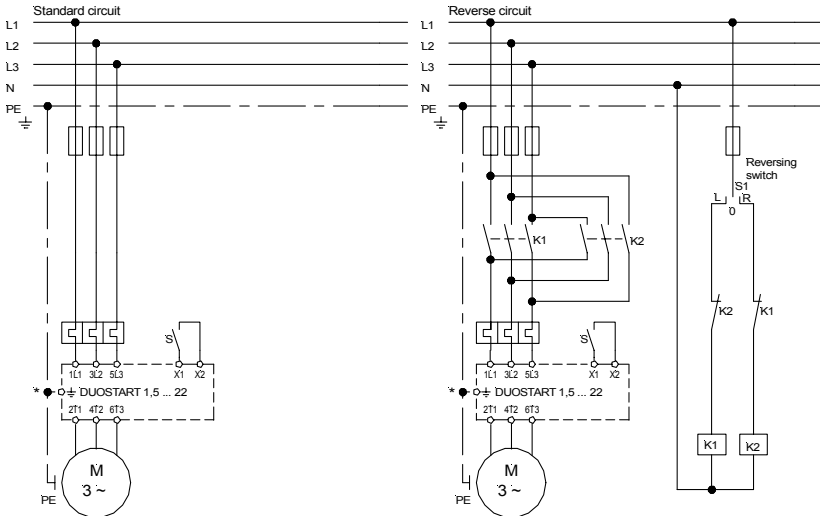 Standard circuit
L1
L2
L3
N
PE
S
1L1 3L2 5L3 X1 X2
* DUOSTART 1,5 ... 22
2T1 4T2 6T3
M
3 ~
PE
Reverse circuit
L1
L2
L3
N
PE
Reversing
switch
S1
L R
0
K1 K2
K2 K1
S
1L1 3L2 5L3 X1 X2
* DUOSTART 1,5 ... 22
2T1 4T2 6T3
K1 K2
M
3 ~
PE